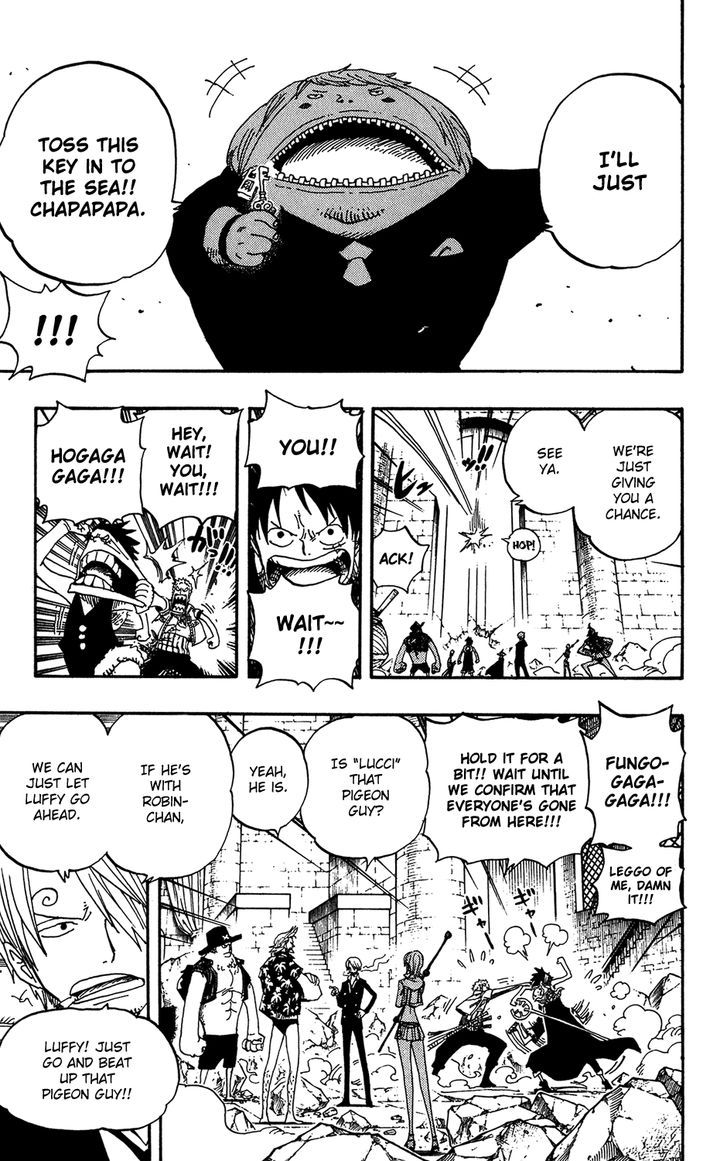 I'LL
JUST
TOSS THIS
KEY IN TO
THE SEA!!
CHAPAPAPA.
!!!
WE'RE
JUST
GIVING
YOU A
CHANCE.
SEE
YA.
HOP!
ACK!
YOU!!
WAIT~~
!!!
HEY,
WAIT!
YOU,
WAIT!!!
HOGAGA
GAGA!!!
FUNGO-
GAGA-
GAGA!!!
LEGGO OF
ME, DAMN
IT!!!
HOLD IT FOR A
BIT!! WAIT UNTIL
WE CONFIRM THAT
EVERYONE'S GONE
FROM HERE!!!
IS "LUCCI"
THAT
PIGEON
GUY?
YEAH,
HE IS.
IF HE'S
WITH
ROBIN-
CHAN,
WE CAN
JUST LET
LUFFY GO
AHEAD.
LUFFY! JUST
GO AND BEAT
UP THAT
PIGEON GUY!!